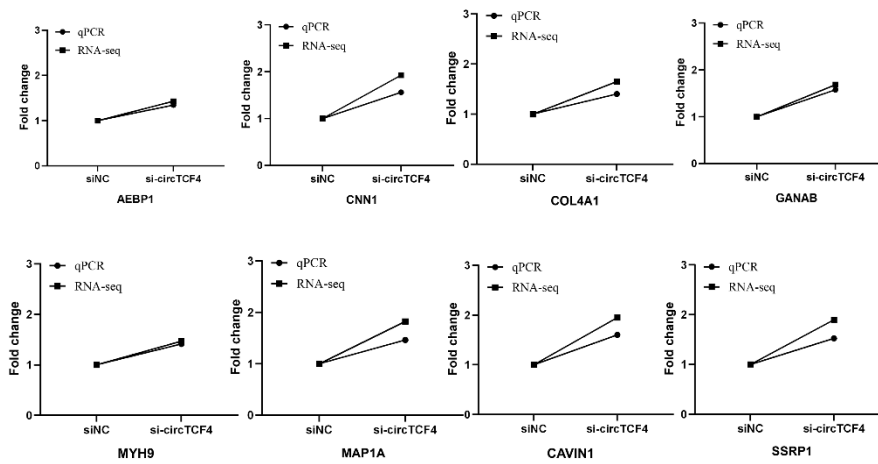 qPCR
RNA-seq
Fold change
3
2
1
0
siNC si-circTCF4
AEBP1
qPCR
RNA-seq
Fold change
3
2
1
0
siNC si-circTCF4
CNN1
qPCR
RNA-seq
Fold change
3
2
1
0
siNC si-circTCF4
COL4A1
qPCR
RNA-seq
Fold change
3
2
1
0
siNC si-circTCF4
GANAB
qPCR
RNA-seq
Fold change
3
2
1
0
siNC si-circTCF4
MYH9
qPCR
RNA-seq
Fold change
3
2
1
0
siNC si-circTCF4
MAP1A
qPCR
RNA-seq
Fold change
3
2
1
0
siNC si-circTCF4
CAVIN1
qPCR
RNA-seq
Fold change
3
2
1
0
siNC si-circTCF4
SSRP1